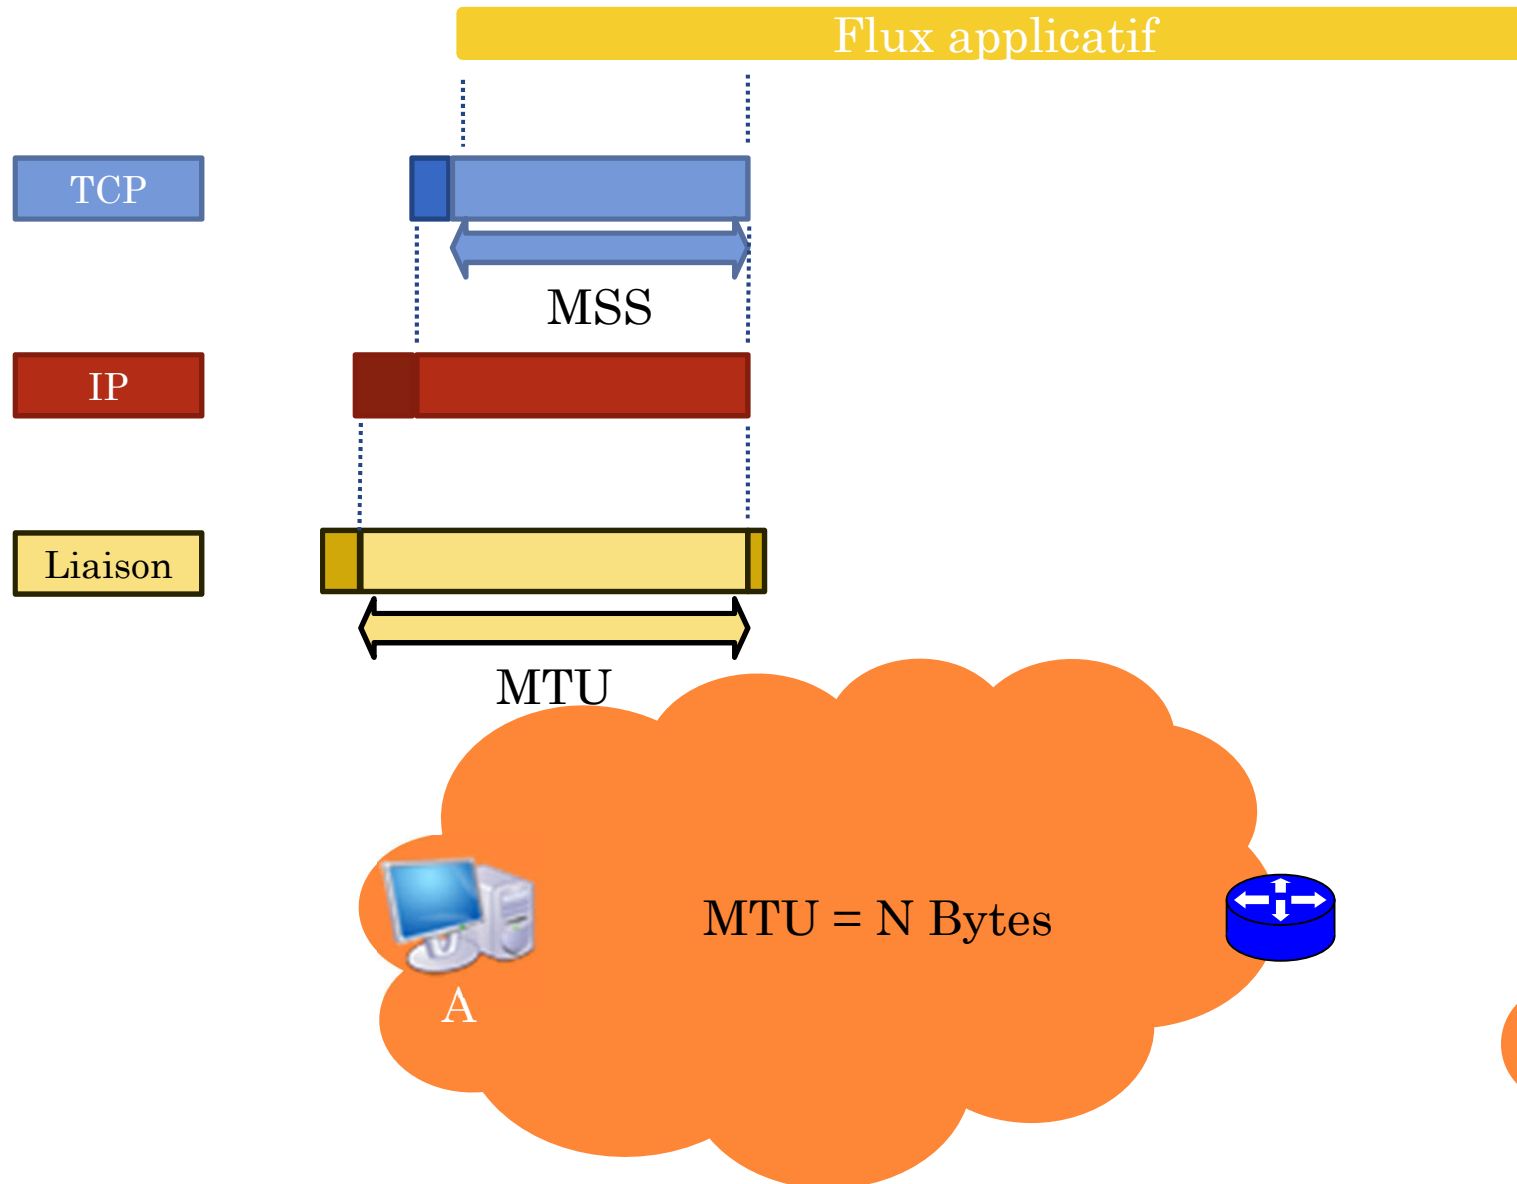 Flux applicatif
TCP
MSS
IP
Liaison
MTU
MTU = N Bytes
A